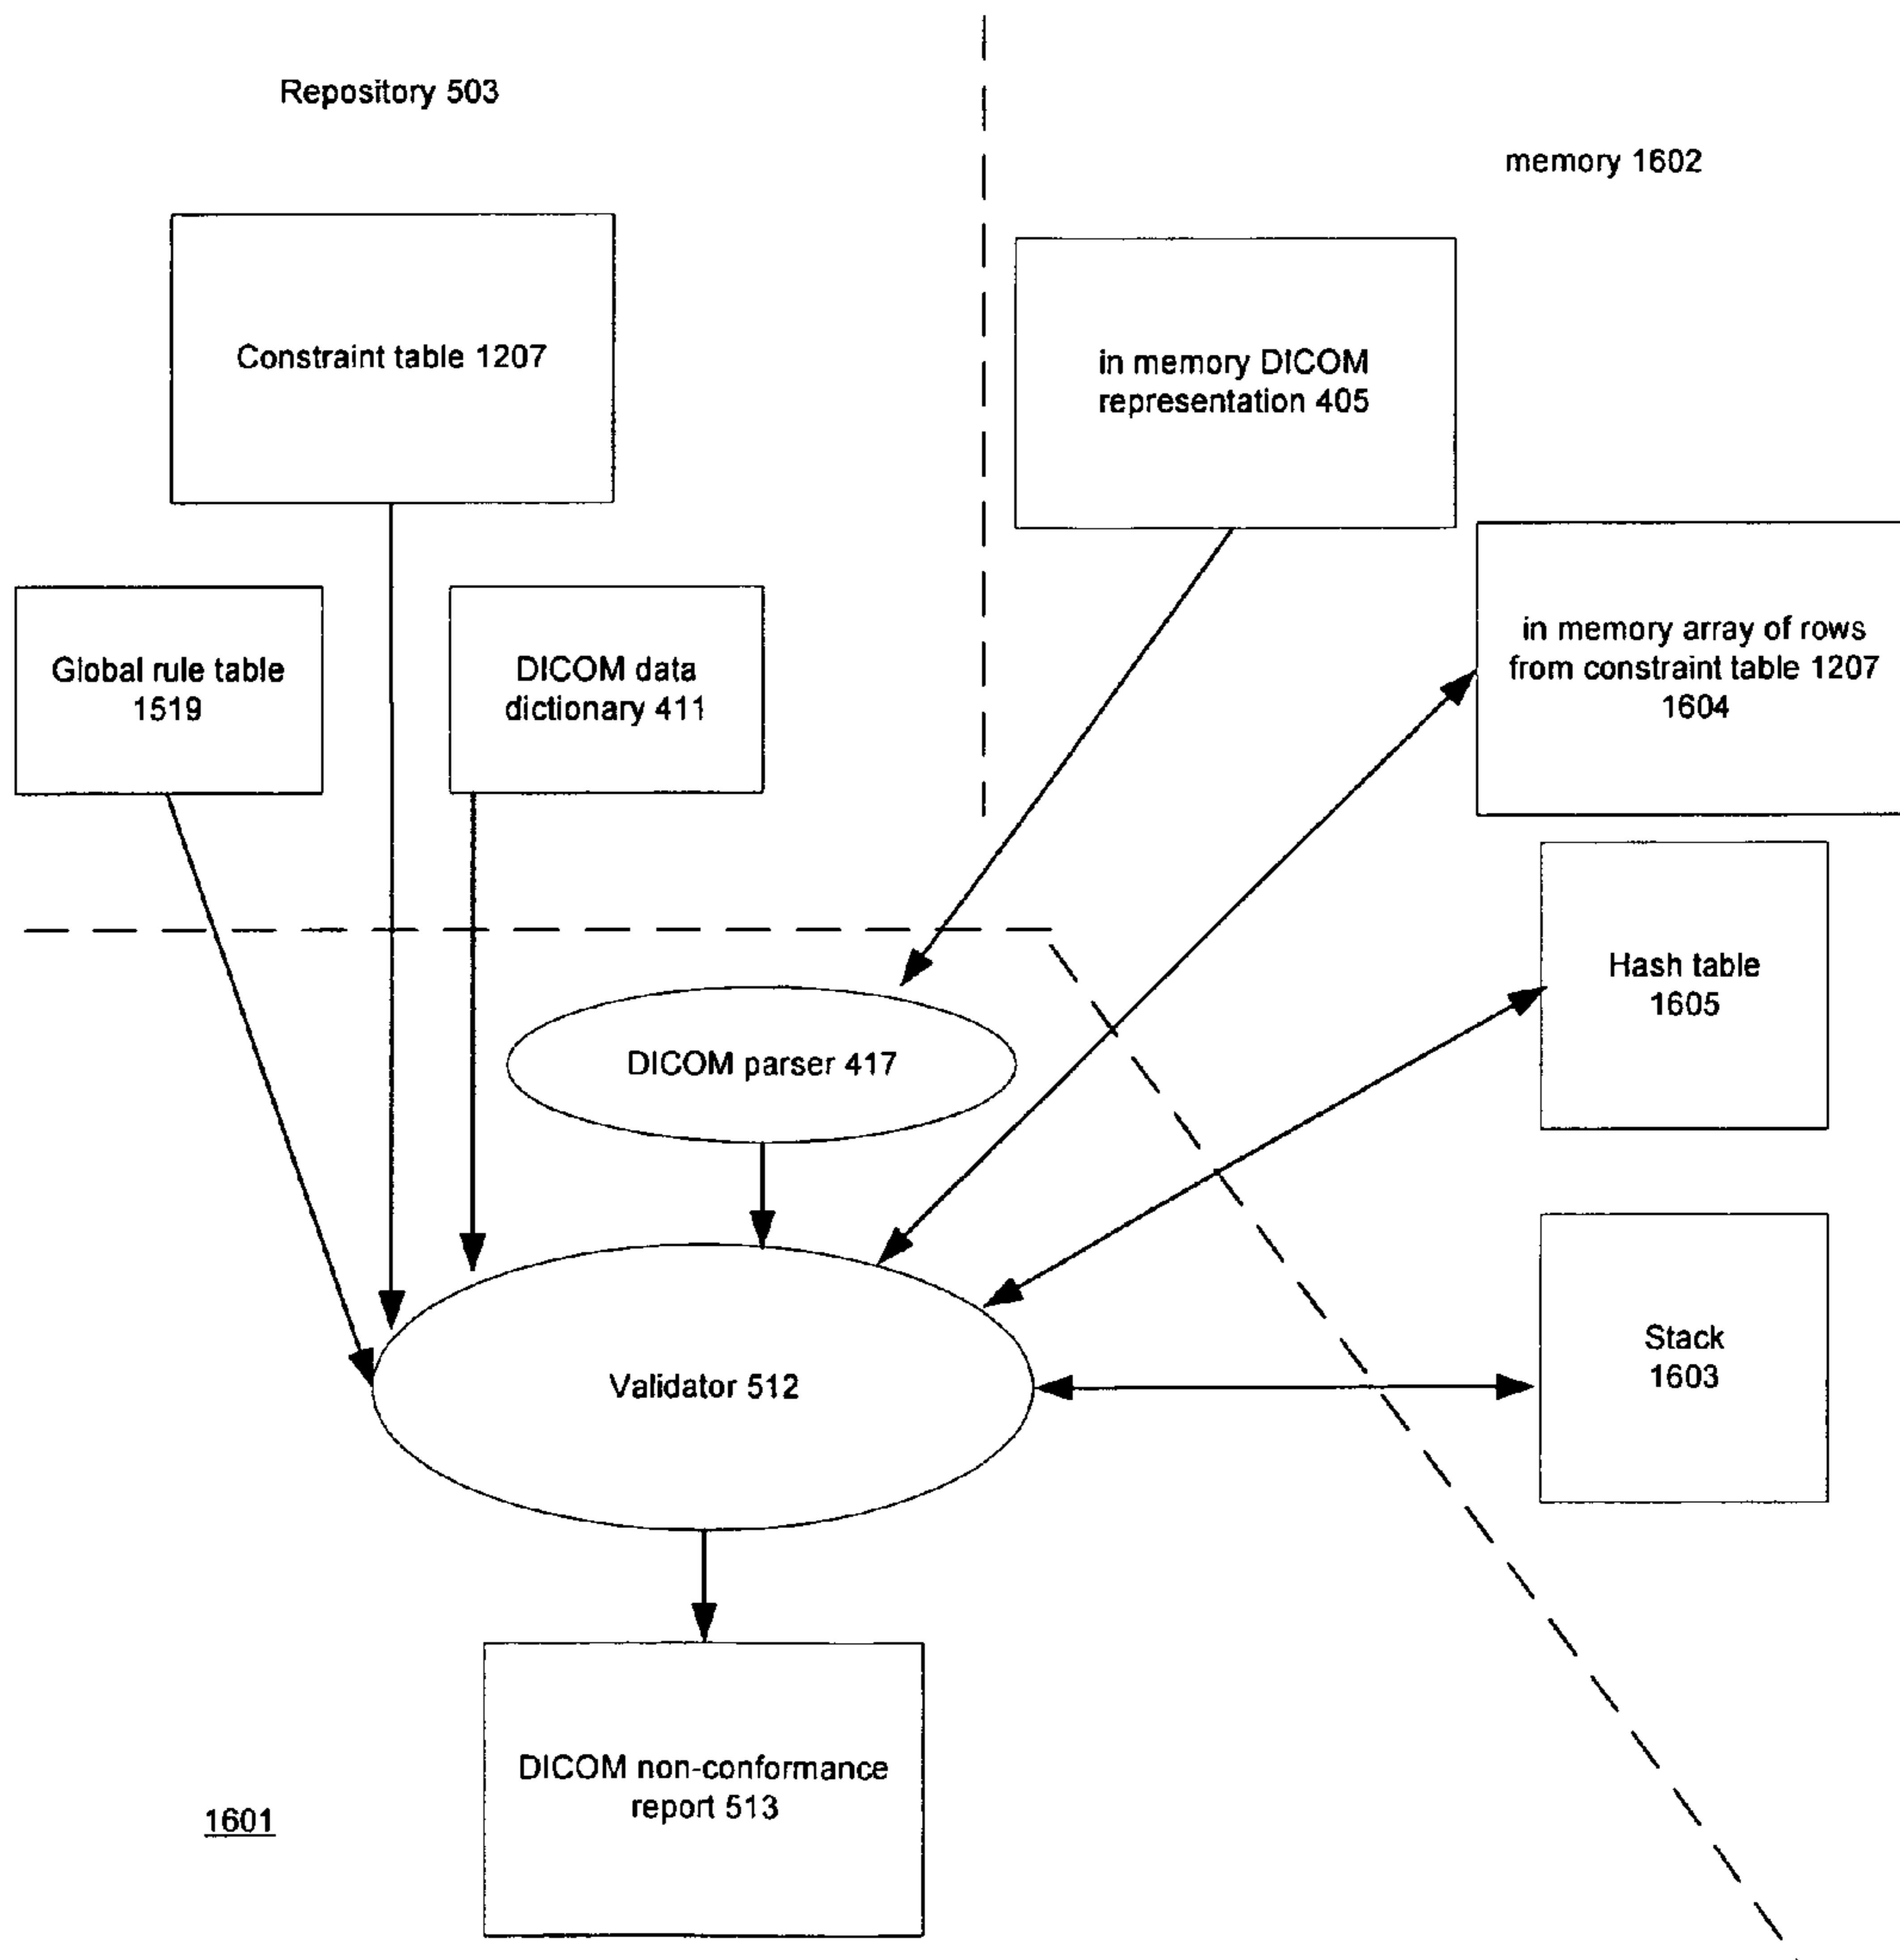 Repository 503
memory 1602
Constraint table 1207
in memory DICOM
representation 405
Global rule table
1519
DICOM data
dictionary 411
in memory array of rows
from constraint table 1207
1604
Hash table
1605
DICOM parser 417
Validator 512
Stack
1603
DICOM non-conformance
report 513
1601